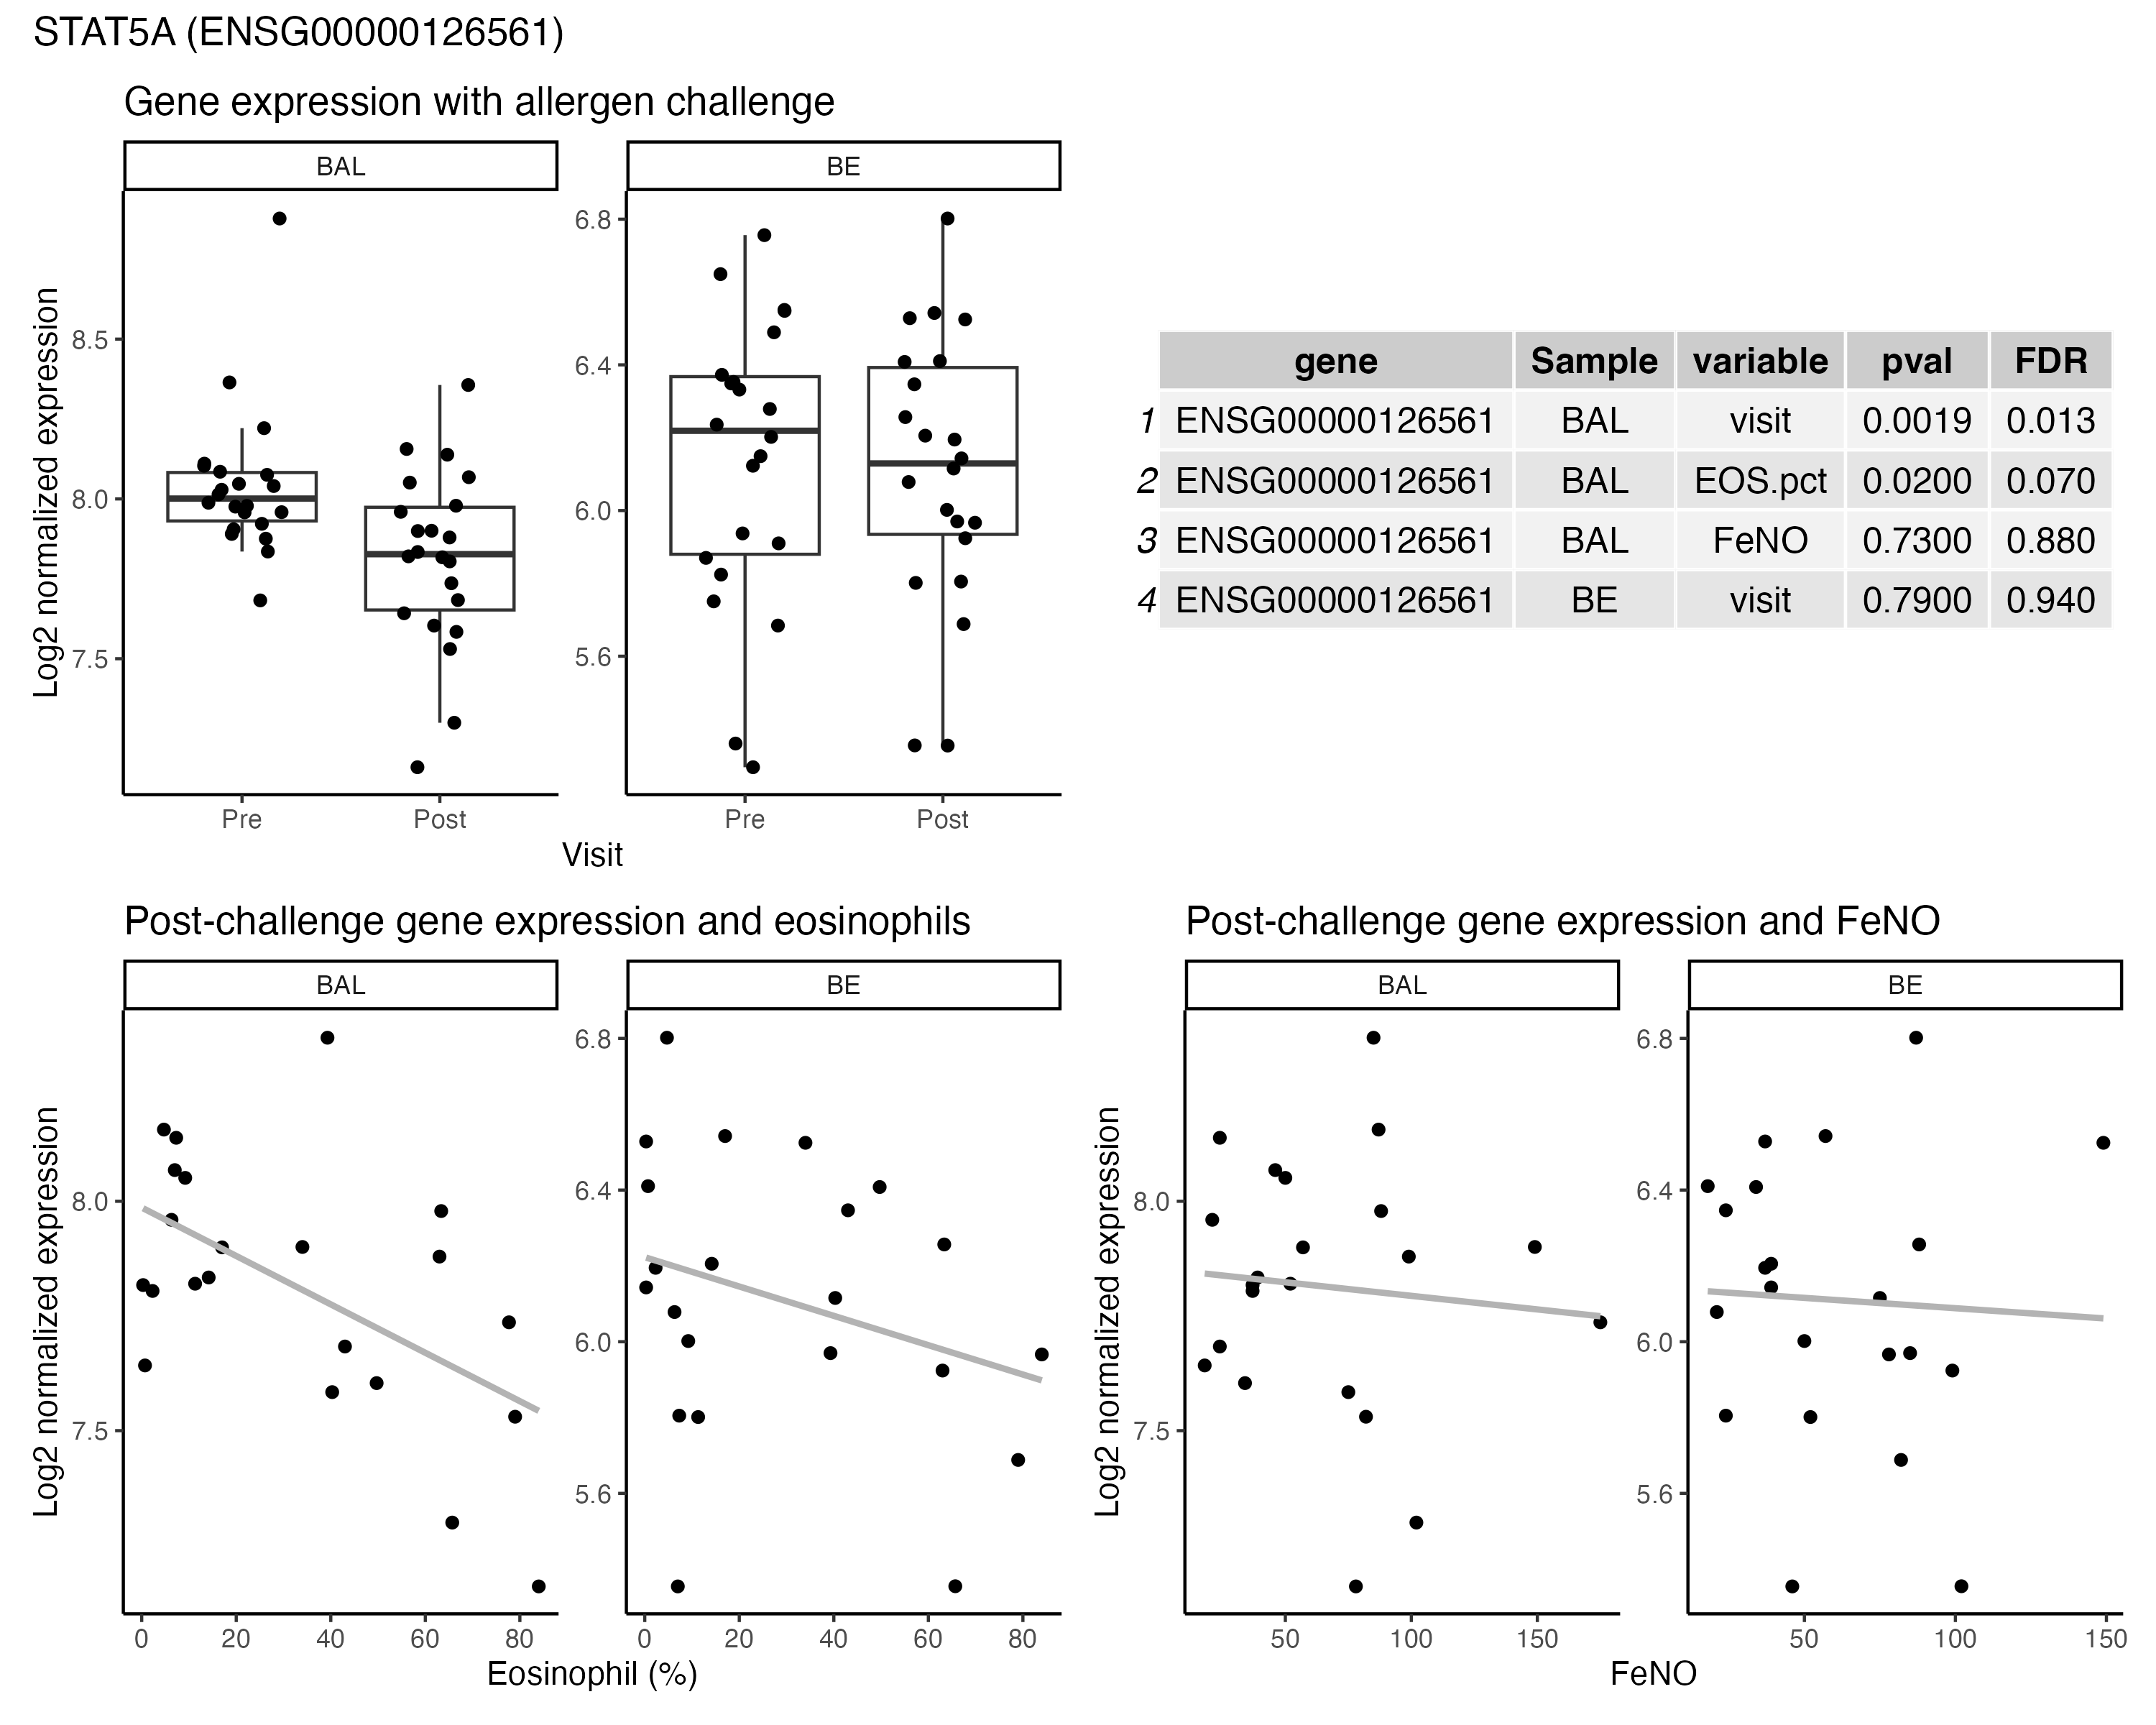 STAT5A (ENSG00000126561)
Gene expression with allergen challenge
BAL
BE
Log2 normalized expression
8.5
8.0
7.5
6.8
6.4
6.0
5.6
Pre
Post
Pre
Post
Visit
gene Sample variable pval FDR
1 ENSG00000126561 BAL visit 0.0019 0.013
2 ENSG00000126561 BAL EOS.pct 0.0200 0.070
3 ENSG00000126561 BAL FeNO 0.7300 0.880
4 ENSG00000126561 BE visit 0.7900 0.940
Post-challenge gene expression and eosinophils
BAL
BE
Log2 normalized expression
8.0
7.5
6.8
6.4
6.0
5.6
0 20 40 60 80
0 20 40 60 80
Eosinophil (%)
Post-challenge gene expression and FeNO
BAL
BE
Log2 normalized expression
8.0
7.5
6.8
6.4
6.0
5.6
50 100 150
50 100 150
FeNO